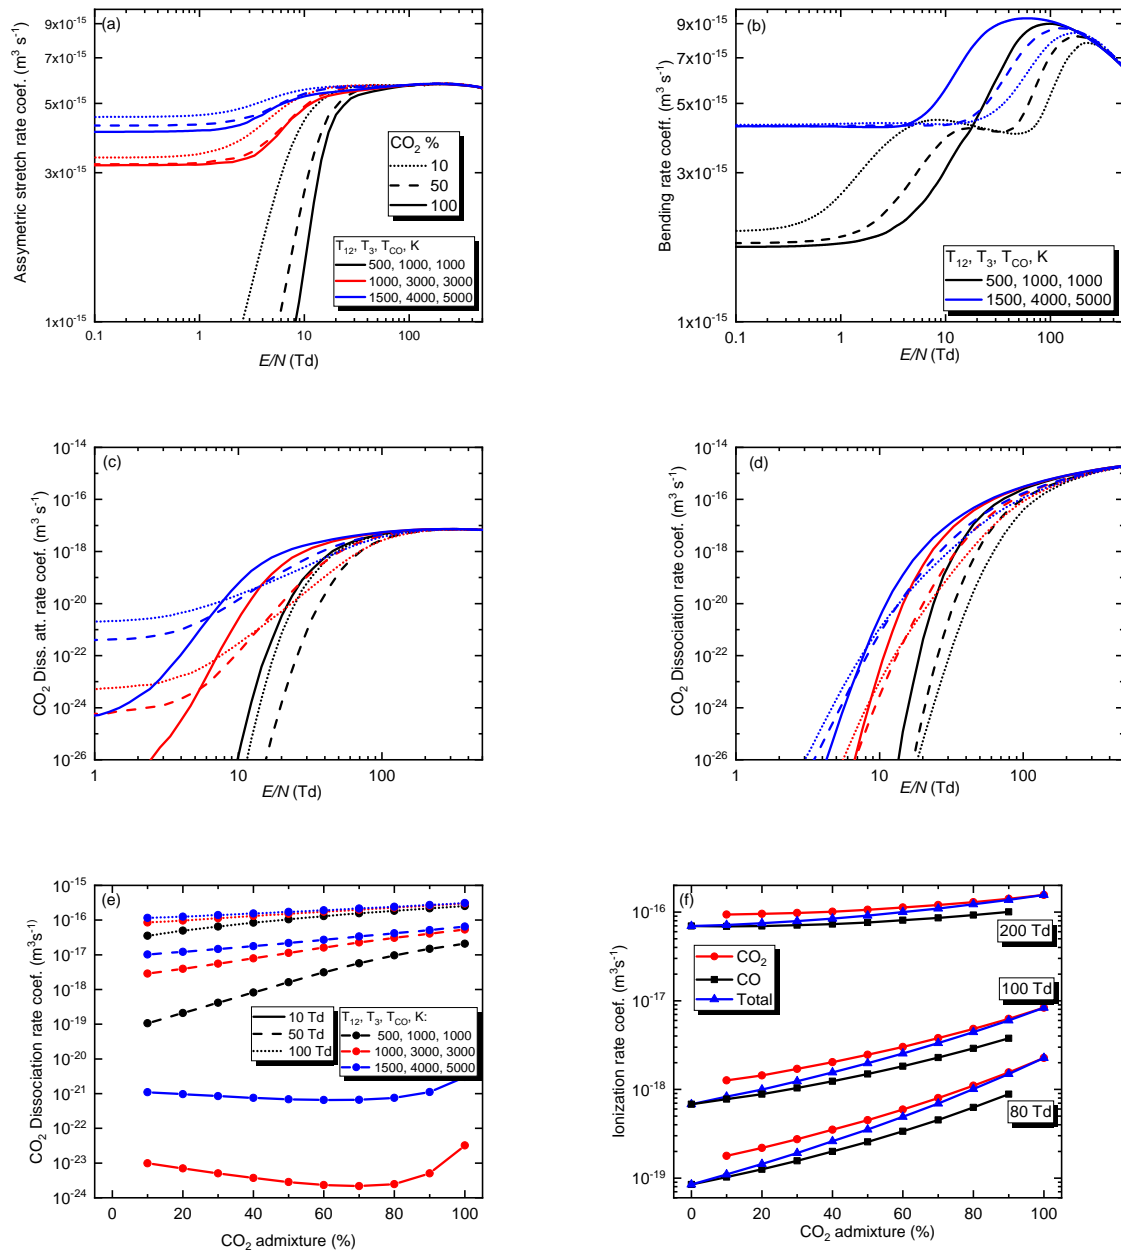 (a)
Assymetric stretch rate coef. (m³ s⁻¹)
9x10⁻¹⁵
7x10⁻¹⁵
5x10⁻¹⁵
3x10⁻¹⁵
1x10⁻¹⁵
CO₂ %
10
50
100
T₁₂, T₃, T_CO, K
500, 1000, 1000
1000, 3000, 3000
1500, 4000, 5000
0.1 1 10 100
E/N (Td)
(b)
Bending rate coeff. (m³ s⁻¹)
9x10⁻¹⁵
7x10⁻¹⁵
5x10⁻¹⁵
3x10⁻¹⁵
1x10⁻¹⁵
T₁₂, T₃, T_CO, K
500, 1000, 1000
1500, 4000, 5000
0.1 1 10 100
E/N (Td)
(c)
CO₂ Diss. att. rate coef. (m³ s⁻¹)
10⁻¹⁴
10⁻¹⁶
10⁻¹⁸
10⁻²⁰
10⁻²²
10⁻²⁴
10⁻²⁶
1 10 100
E/N (Td)
(d)
CO₂ Dissociation rate coef. (m³ s⁻¹)
10⁻¹⁴
10⁻¹⁶
10⁻¹⁸
10⁻²⁰
10⁻²²
10⁻²⁴
10⁻²⁶
1 10 100
E/N (Td)
(e)
CO₂ Dissociation rate coef. (m³s⁻¹)
10⁻¹⁵
10⁻¹⁶
10⁻¹⁷
10⁻¹⁸
10⁻¹⁹
10⁻²⁰
10⁻²¹
10⁻²²
10⁻²³
10⁻²⁴
10 Td
50 Td
100 Td
T₁₂, T₃, T_CO, K:
500, 1000, 1000
1000, 3000, 3000
1500, 4000, 5000
0 20 40 60 80 100
CO₂ admixture (%)
(f)
Ionization rate coef. (m³s⁻¹)
10⁻¹⁶
10⁻¹⁷
10⁻¹⁸
10⁻¹⁹
CO₂
CO
Total
200 Td
100 Td
80 Td
0 20 40 60 80 100
CO₂ admixture (%)